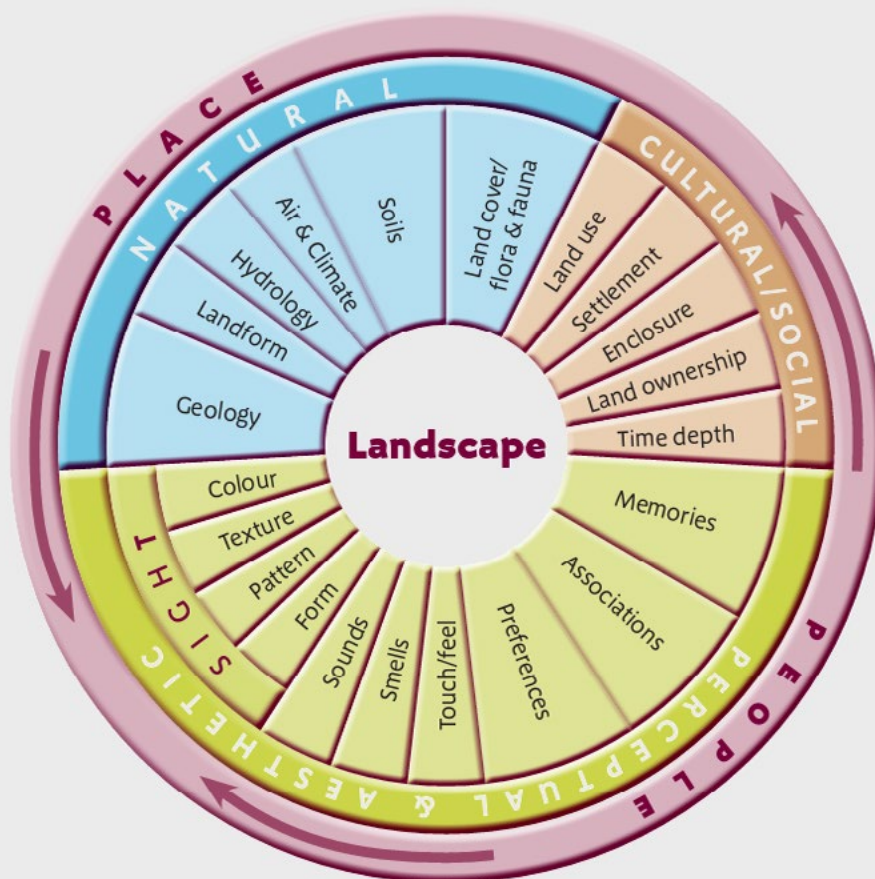 PLACE
NATURAL
CULTURAL/SOCIAL
Geology
Landform
Hydrology
Air & Climate
Soils
Land cover/
flora & fauna
Land use
Settlement
Enclosure
Land ownership
Time depth
Landscape
Memories
Associations
Preferences
Touch/feel
Smells
Sounds
Form
Pattern
Texture
Colour
SIGHT
PERCEPTUAL & AESTHETIC
PEOPLE